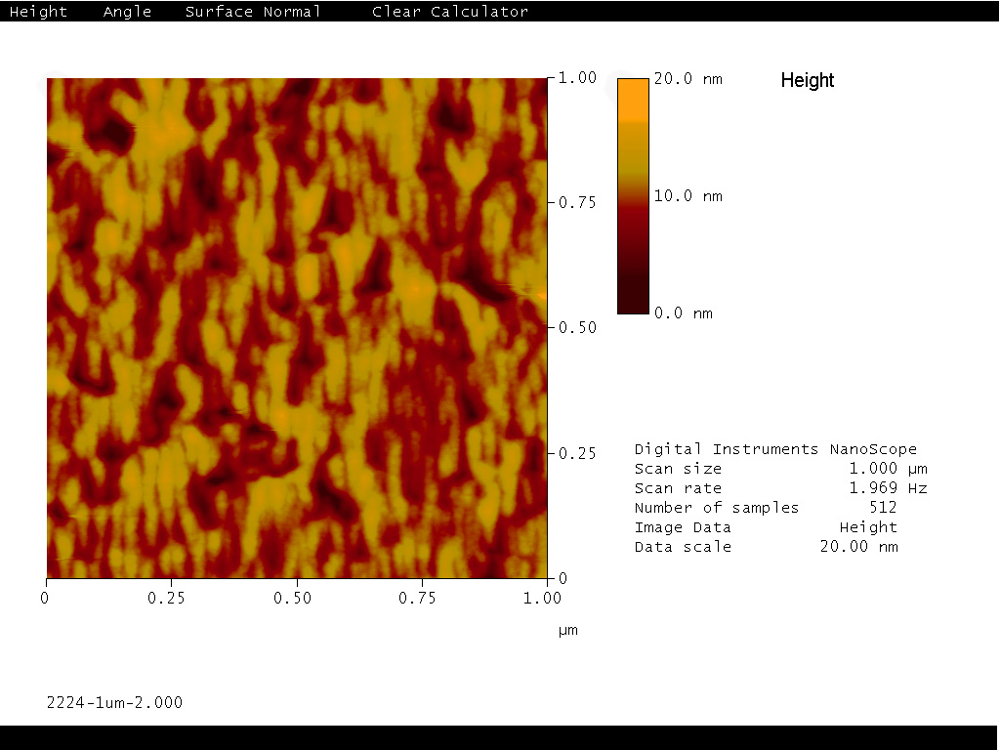 Height Angle Surface Normal Clear Calculator
Height
1.00
0.75
0.50
0.25
0
0 0.25 0.50 0.75 1.00
µm
20.0 nm
10.0 nm
0.0 nm
Digital Instruments NanoScope
Scan size 1.000 µm
Scan rate 1.969 Hz
Number of samples 512
Image Data Height
Data scale 20.00 nm
2224-1um-2.000